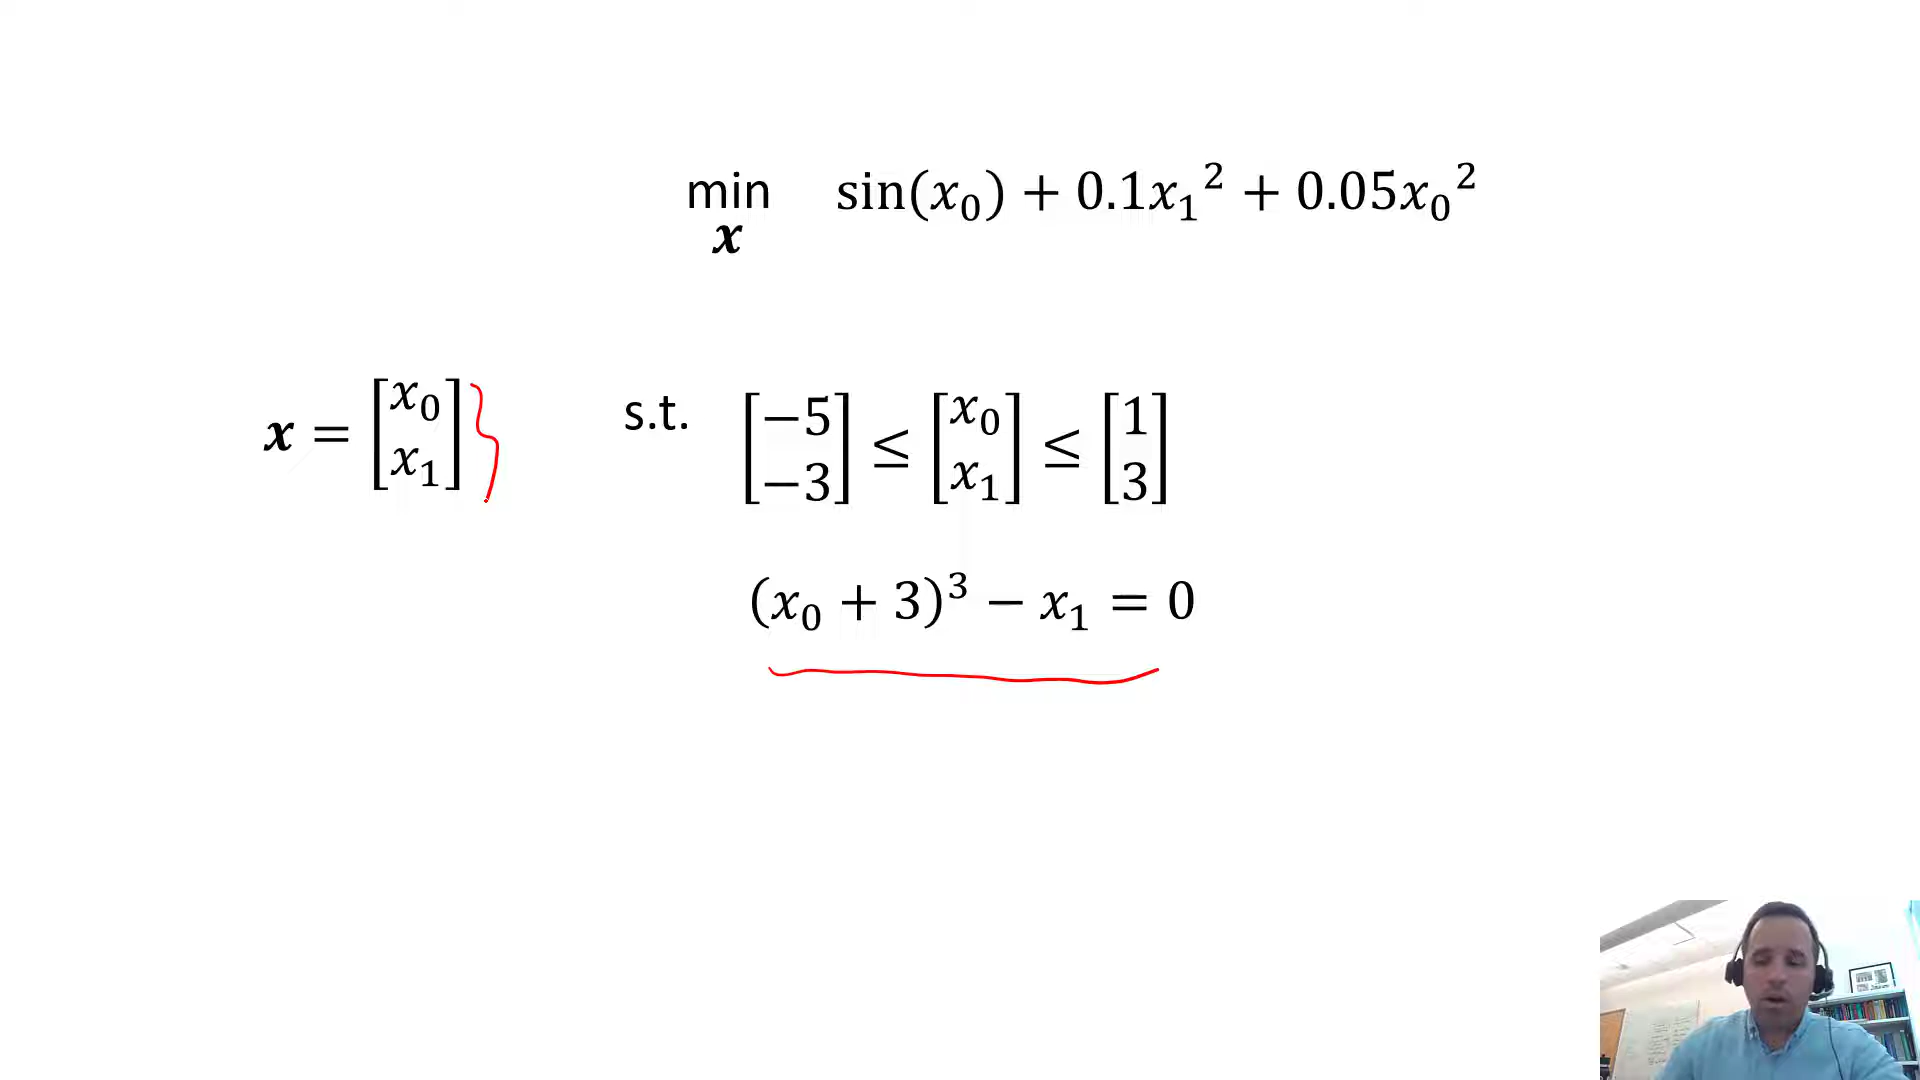 min sin(x₀) + 0.1x₁² + 0.05x₀²
x
x = [x₀ x₁] s.t. [−5 −3] ≤ [x₀ x₁] ≤ [1 3]
(x₀ + 3)³ − x₁ = 0